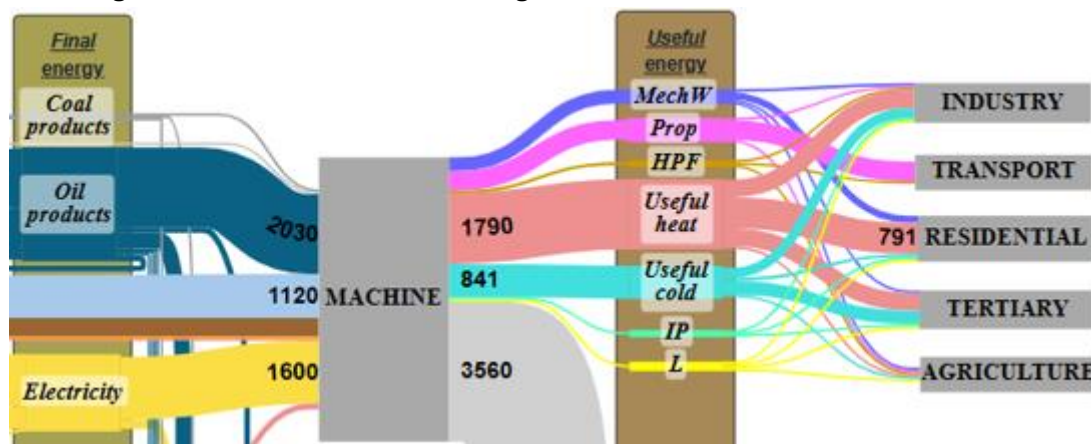 Final
energy
Coal
products
Oil
products
Electricity
2030
1120
1600
MACHINE
1790
841
3560
Useful
energy
MechW
Prop
HPF
Useful
heat
Useful
cold
IP
L
INDUSTRY
TRANSPORT
791 RESIDENTIAL
TERTIARY
AGRICULTURE